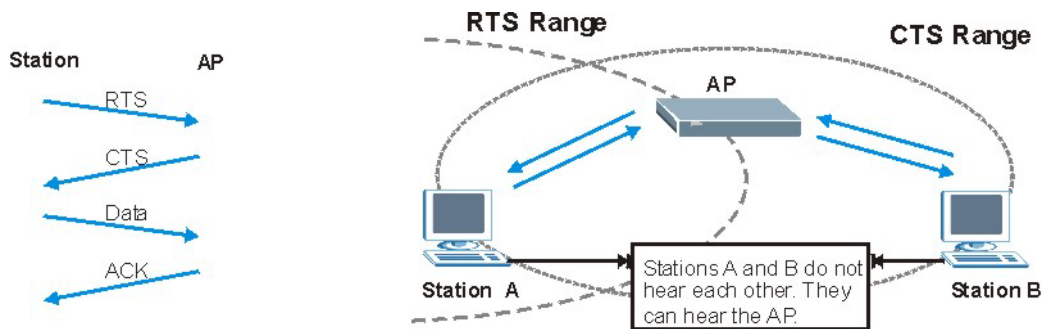 Station
AP
RTS
CTS
Data
ACK
RTS Range
CTS Range
AP
Station A
Station B
Stations A and B do not
hear each other. They
can hear the AP.